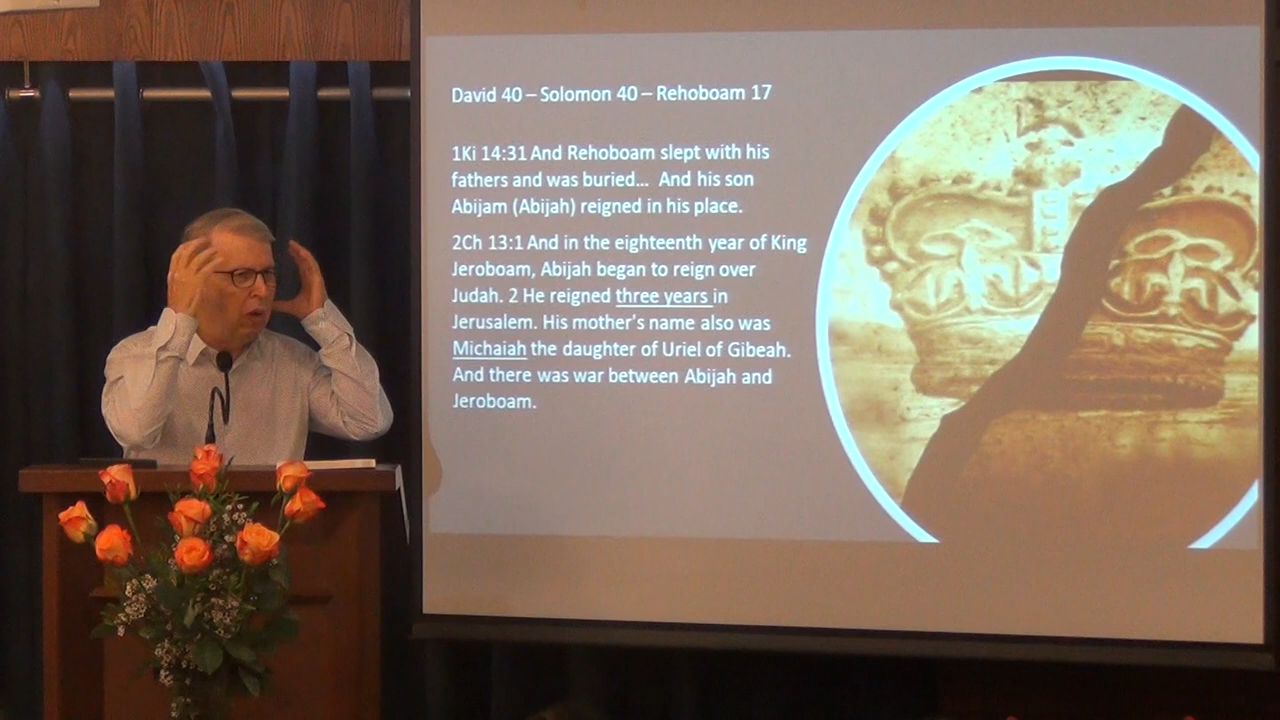 David 40 – Solomon 40 – Rehoboam 17
1Ki 14:31 And Rehoboam slept with his
fathers and was buried... And his son
Abijam (Abijah) reigned in his place.
2Ch 13:1 And in the eighteenth year of King
Jeroboam, Abijah began to reign over
Judah. 2 He reigned three years in
Jerusalem. His mother's name also was
Michaiah the daughter of Uriel of Gibeah.
And there was war between Abijah and
Jeroboam.